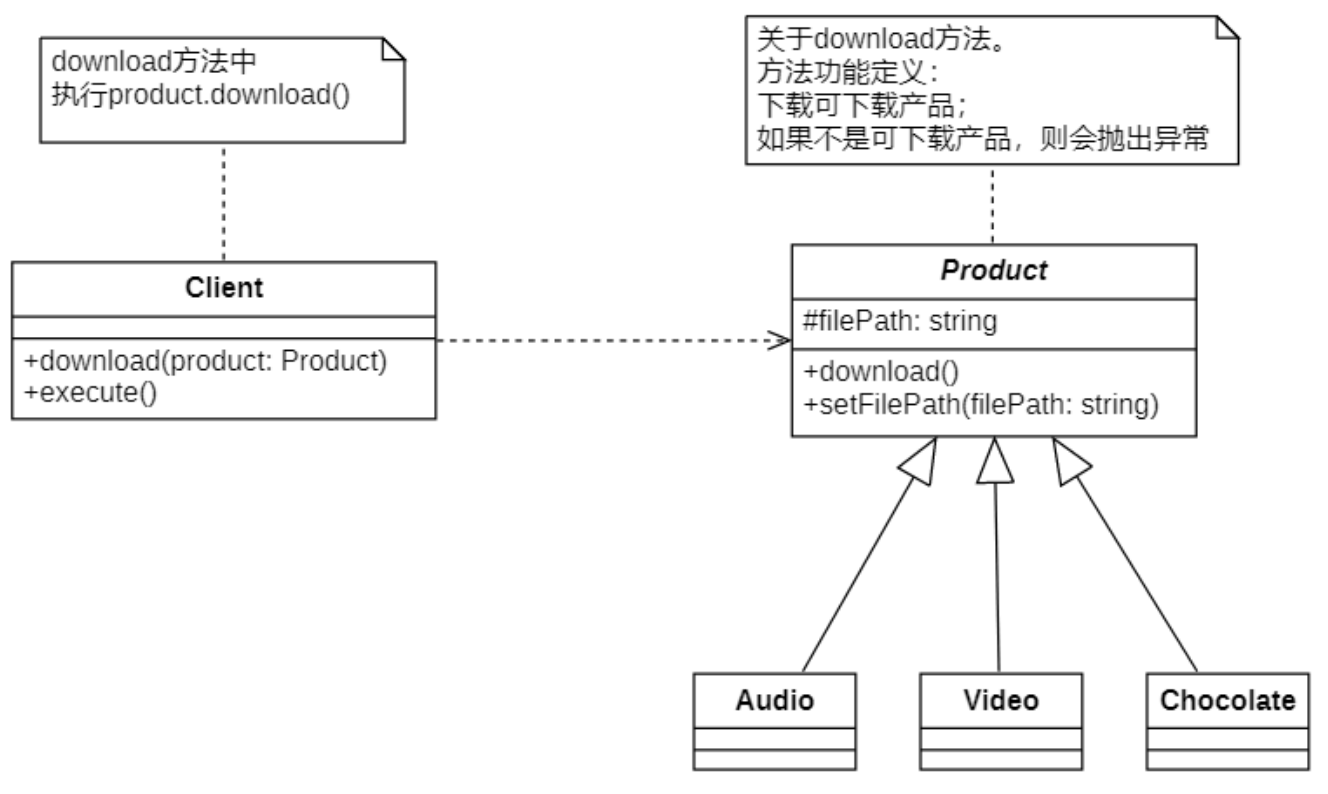 download方法中
执行product.download()
关于download方法。
方法功能定义：
下载可下载产品；
如果不是可下载产品，则会抛出异常
Client
+download(product: Product)
+execute()
Product
#filePath: string
+download()
+setFilePath(filePath: string)
Audio
Video
Chocolate